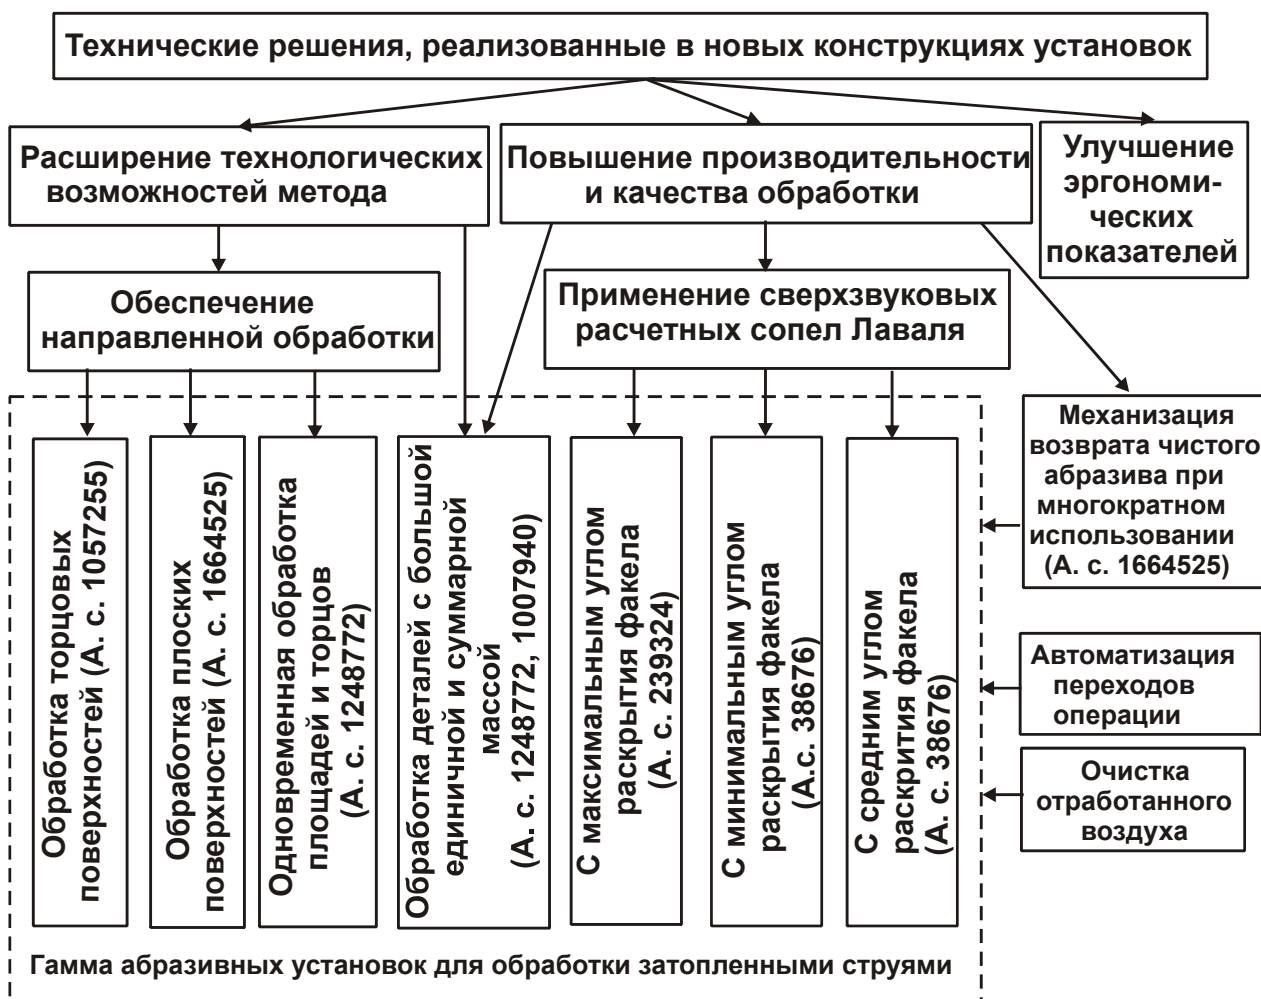 Технические решения, реализованные в новых конструкциях установок
Расширение технологических
возможностей метода
Повышение производительности
и качества обработки
Улучшение
эргономи-
ческих
показателей
Обеспечение
направленной обработки
Применение сверхзвуковых
расчетных сопел Лаваля
Обработка торцовых
поверхностей (А. с. 1057255)
Обработка плоских
поверхностей (А. с. 1664525)
Одновременная обработка
площадей и торцов
(А. с. 1248772)
Обработка деталей с большой
единичной и суммарной
массой
(А. с. 1248772, 1007940)
С максимальным углом
раскрытия факела
(А. с. 239324)
С минимальным углом
раскрытия факела
(А.с. 38676)
С средним углом
раскрития факела
(А. с. 38676)
Механизация
возврата чистого
абразива при
многократном
использовании
(А. с. 1664525)
Автоматизация
переходов
операции
Очистка
отработанного
воздуха
Гамма абразивных установок для обработки затопленными струями